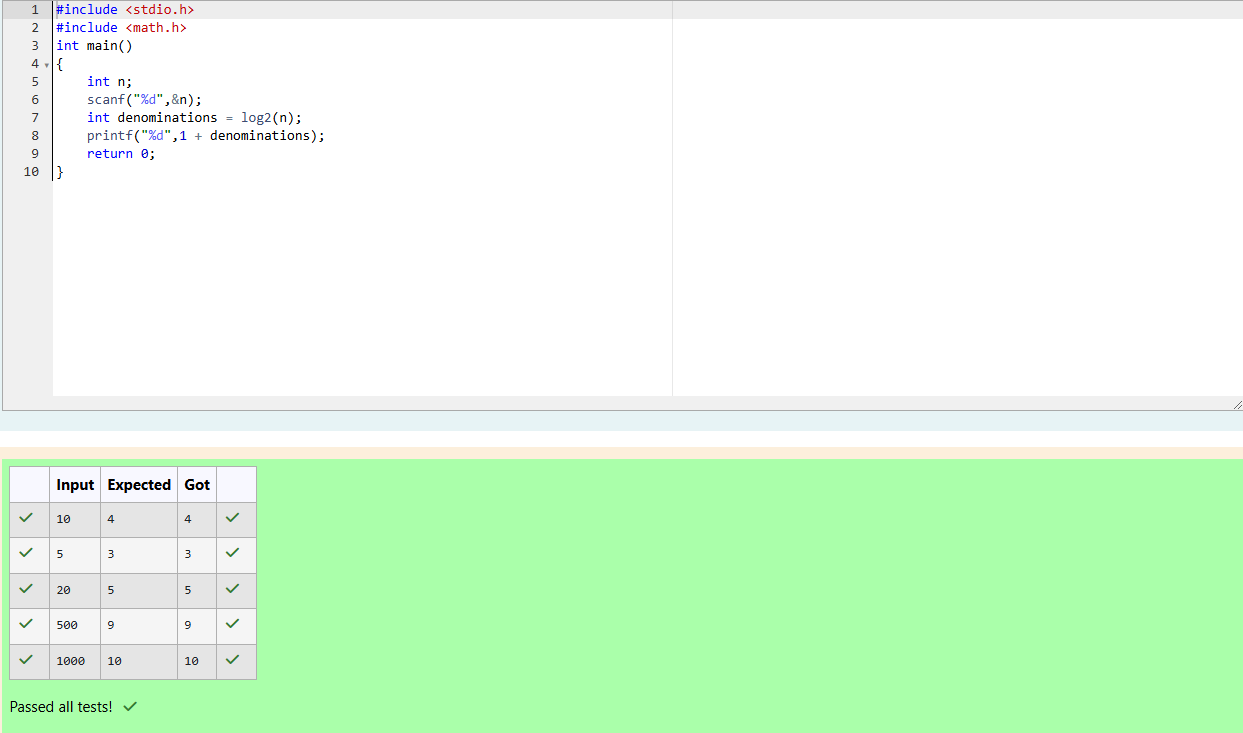 1 #include <stdio.h>
2 #include <math.h>
3 int main()
4 {
5     int n;
6     scanf("%d",&n);
7     int denominations = log2(n);
8     printf("%d",1 + denominations);
9     return 0;
10 }
Input Expected Got
10 4 4
5 3 3
20 5 5
500 9 9
1000 10 10
Passed all tests!